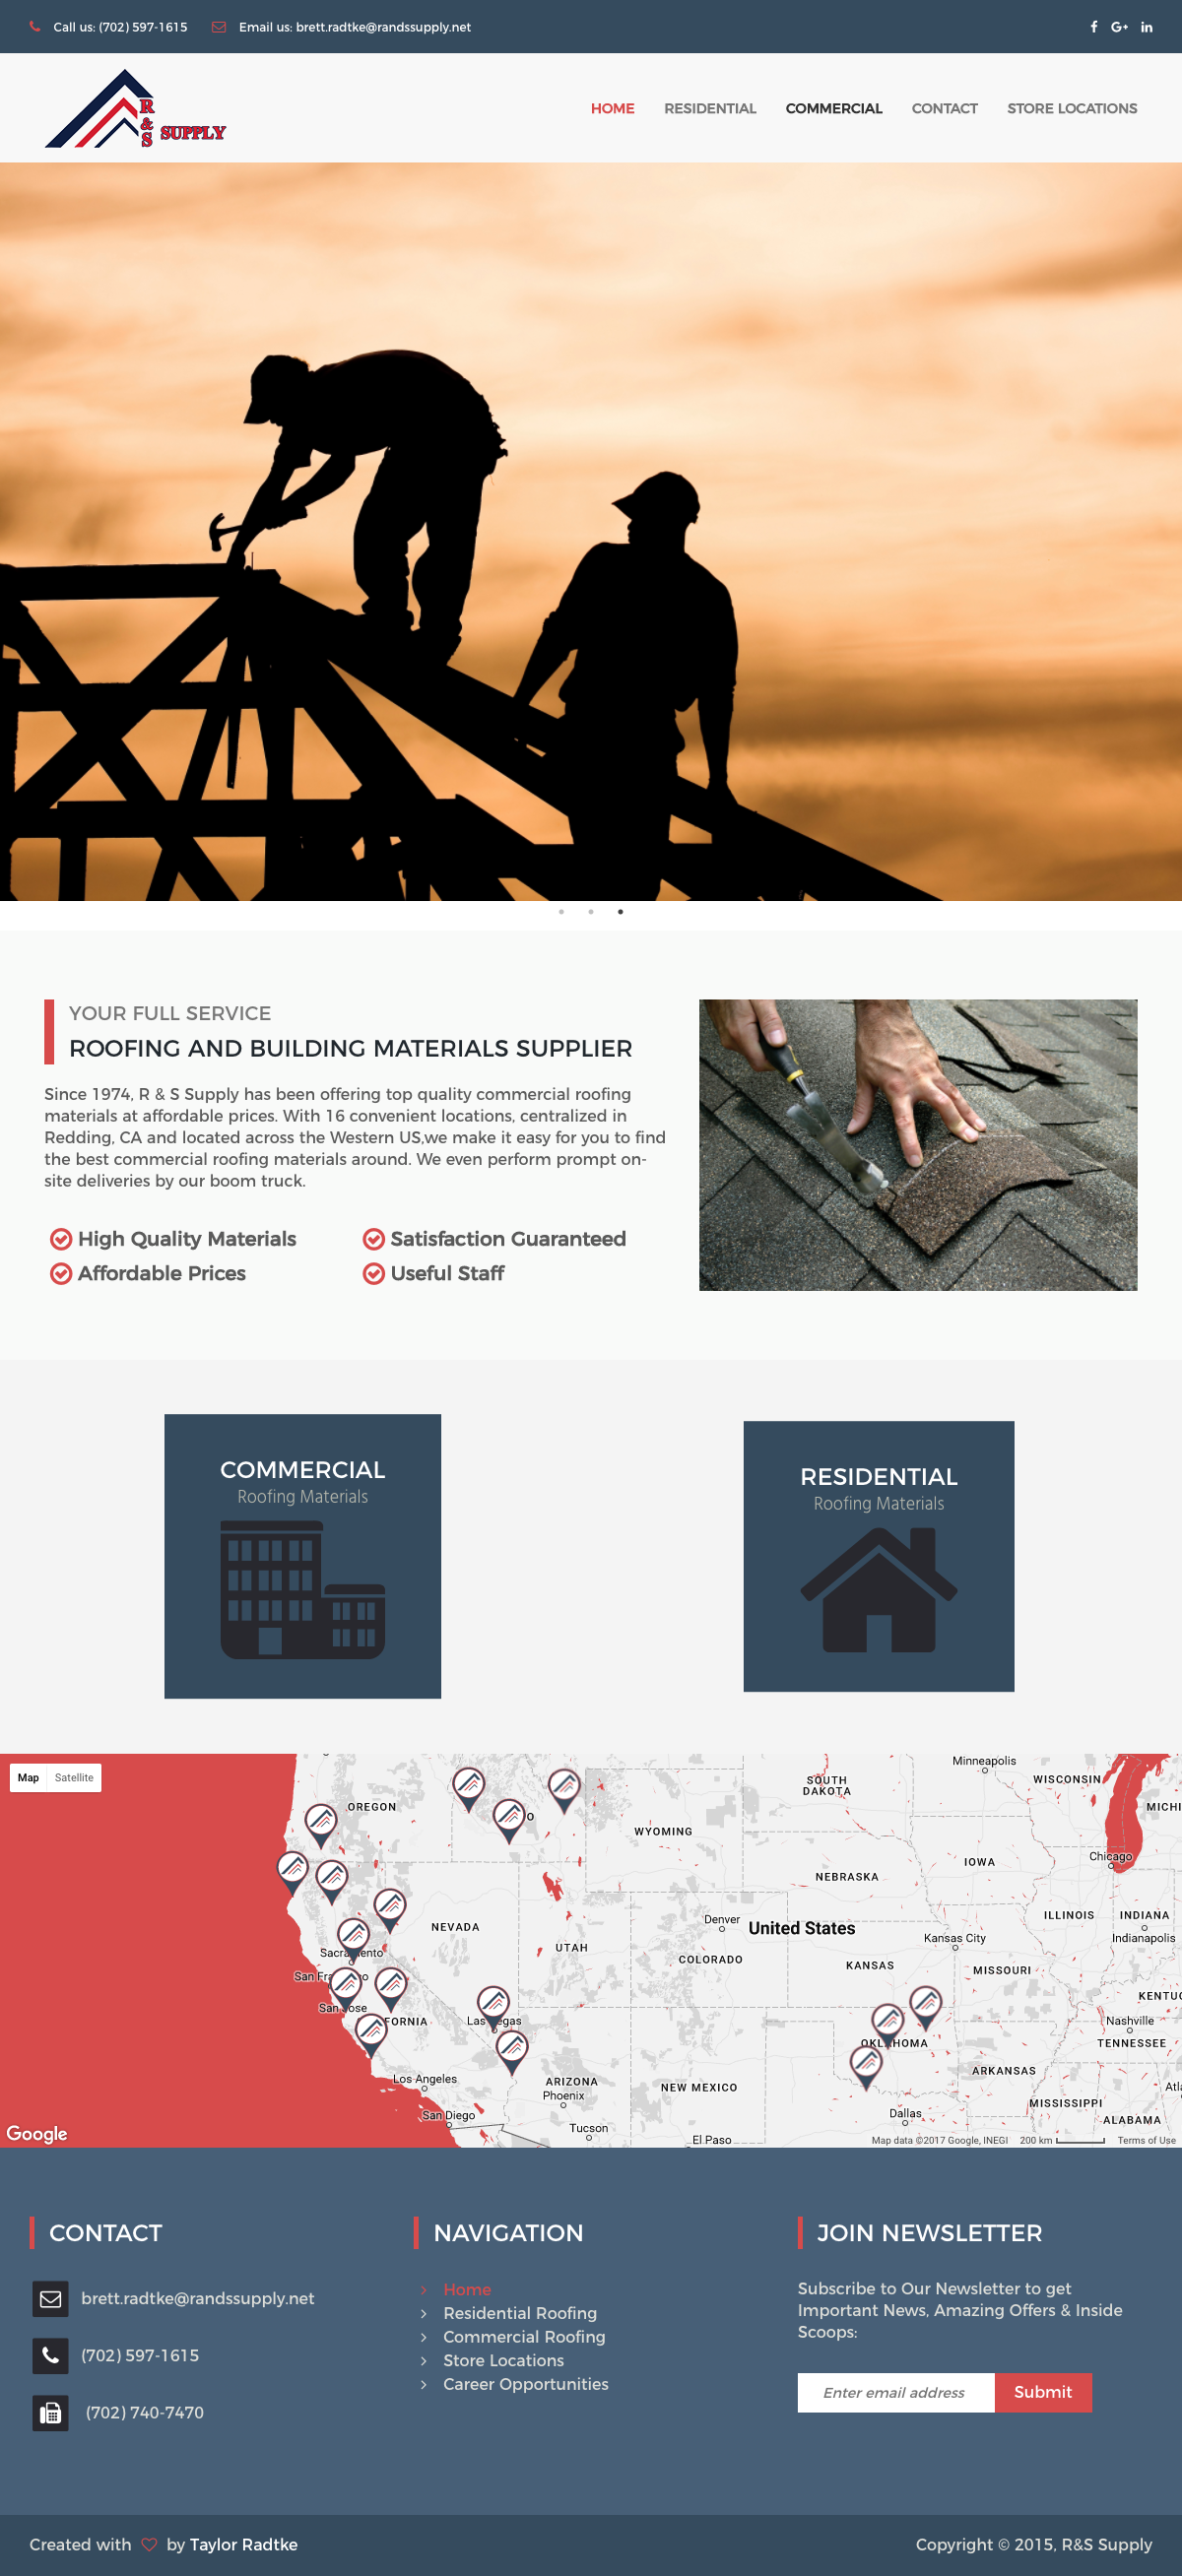 Call us: (702) 597-1615 Email us: brett.radtke@randssupply.net
R & S SUPPLY
HOME RESIDENTIAL COMMERCIAL CONTACT STORE LOCATIONS
YOUR FULL SERVICE
ROOFING AND BUILDING MATERIALS SUPPLIER
Since 1974, R & S Supply has been offering top quality commercial roofing
materials at affordable prices. With 16 convenient locations, centralized in
Redding, CA and located across the Western US,we make it easy for you to find
the best commercial roofing materials around. We even perform prompt on-
site deliveries by our boom truck.
High Quality Materials Satisfaction Guaranteed
Affordable Prices Useful Staff
COMMERCIAL
Roofing Materials
RESIDENTIAL
Roofing Materials
Map Satellite
Minneapolis
SOUTH
DAKOTA
WISCONSIN
OREGON
MICHI
WYOMING
Chicago
IOWA
NEBRASKA
ILLINOIS INDIANA
Denver
United States
NEVADA
Kansas City
Indianapolis
UTAH
Sacramento
COLORADO
KANSAS
MISSOURI
San Fra
o
KENTUC
San Jose
FORNIA
Las Vegas
Nashville
OKLAHOMA
TENNESSEE
ARKANSAS
Los Angeles
ARIZONA
NEW MEXICO
Phoenix
Atla
MISSISSIPPI
San Diego
Dallas
ALABAMA
Tucson
El Paso
Google
Map data ©2017 Google, INEGI 200 km Terms of Use
CONTACT
brett.radtke@randssupply.net
(702) 597-1615
(702) 740-7470
NAVIGATION
Home
Residential Roofing
Commercial Roofing
Store Locations
Career Opportunities
JOIN NEWSLETTER
Subscribe to Our Newsletter to get
Important News, Amazing Offers & Inside
Scoops:
Enter email address Submit
Created with by Taylor Radtke
Copyright © 2015, R&S Supply